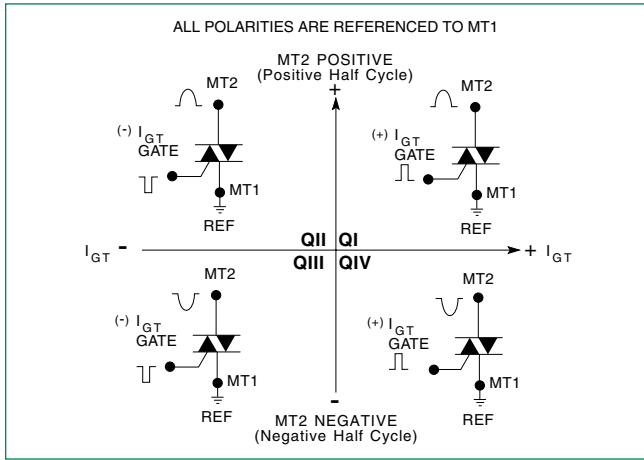 ALL POLARITIES ARE REFERENCED TO MT1
MT2 POSITIVE
(Positive Half Cycle)
+
MT2
(-) IGT
GATE
MT1
REF
MT2
(+) IGT
GATE
MT1
REF
IGT -
QII QI
QIII QIV
+ IGT
MT2
(-) IGT
GATE
MT1
REF
MT2
(+) IGT
GATE
MT1
REF
-
MT2 NEGATIVE
(Negative Half Cycle)